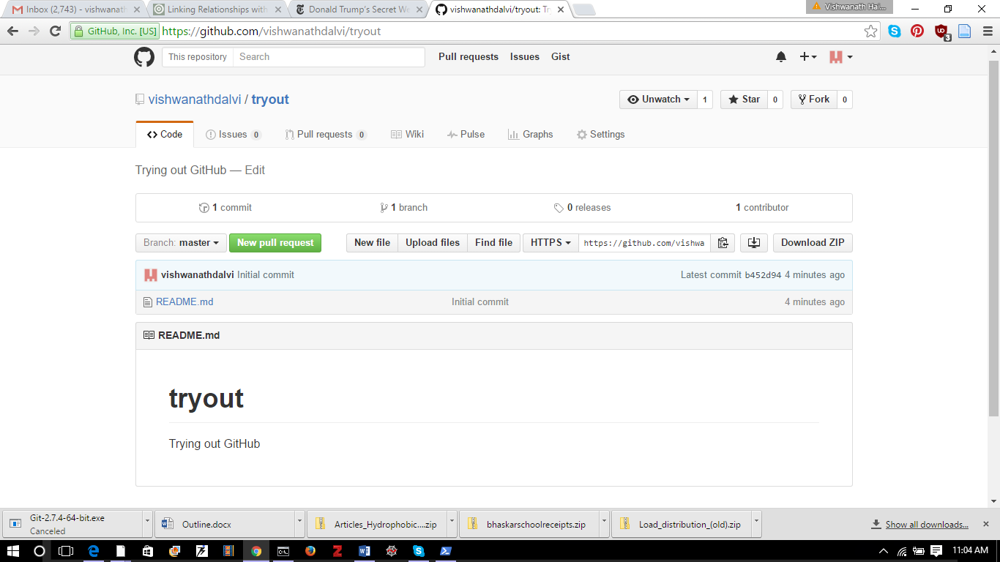 Inbox (2,743) - vishwanath Linking Relationships with Donald Trump's Secret We vishwanathdalvi/tryout: Tr Vishwanath Hai...
GitHub, Inc. [US] https://github.com/vishwanathdalvi/tryout 3
This repository Search Pull requests Issues Gist
vishwanathdalvi / tryout Unwatch 1 Star 0 Fork 0
Code Issues 0 Pull requests 0 Wiki Pulse Graphs Settings
Trying out GitHub — Edit
1 commit 1 branch 0 releases 1 contributor
Branch: master New pull request New file Upload files Find file HTTPS https://github.com/vishwa Download ZIP
vishwanathdalvi Initial commit Latest commit b452d94 4 minutes ago
README.md Initial commit 4 minutes ago
README.md
tryout
Trying out GitHub
Git-2.7.4-64-bit.exe
Canceled
Outline.docx Articles_Hydrophobic....zip bhaskarschoolreceipts.zip Load_distribution_(old).zip Show all downloads...
11:04 AM